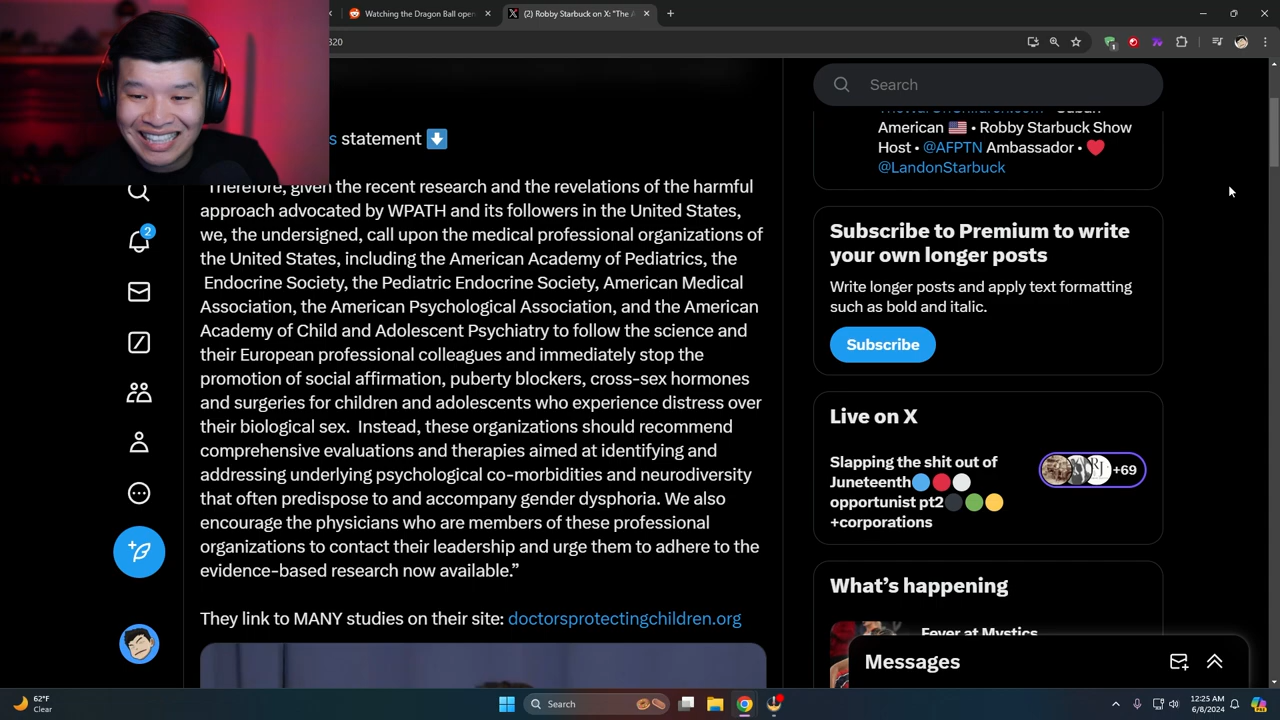 Watching the Dragon Ball open
(2) Robby Starbuck on X: "The A
320
Search
American 🇺🇸 • Robby Starbuck Show
Host • @AFPTN Ambassador • ❤️
@LandonStarbuck
s statement ⬇️
"Therefore, given the recent research and the revelations of the harmful
approach advocated by WPATH and its followers in the United States,
we, the undersigned, call upon the medical professional organizations of
the United States, including the American Academy of Pediatrics, the
Endocrine Society, the Pediatric Endocrine Society, American Medical
Association, the American Psychological Association, and the American
Academy of Child and Adolescent Psychiatry to follow the science and
their European professional colleagues and immediately stop the
promotion of social affirmation, puberty blockers, cross-sex hormones
and surgeries for children and adolescents who experience distress over
their biological sex. Instead, these organizations should recommend
comprehensive evaluations and therapies aimed at identifying and
addressing underlying psychological co-morbidities and neurodiversity
that often predispose to and accompany gender dysphoria. We also
encourage the physicians who are members of these professional
organizations to contact their leadership and urge them to adhere to the
evidence-based research now available."
They link to MANY studies on their site: doctorsprotectingchildren.org
2
Subscribe to Premium to write
your own longer posts
Write longer posts and apply text formatting
such as bold and italic.
Subscribe
Live on X
Slapping the shit out of
Juneteenth🔵🔴⚪
opportunist pt2⚫🟢🟡
+corporations
+69
What's happening
Fever at Mystics
Messages
62°F
Clear
Search
12:25 AM
6/8/2024